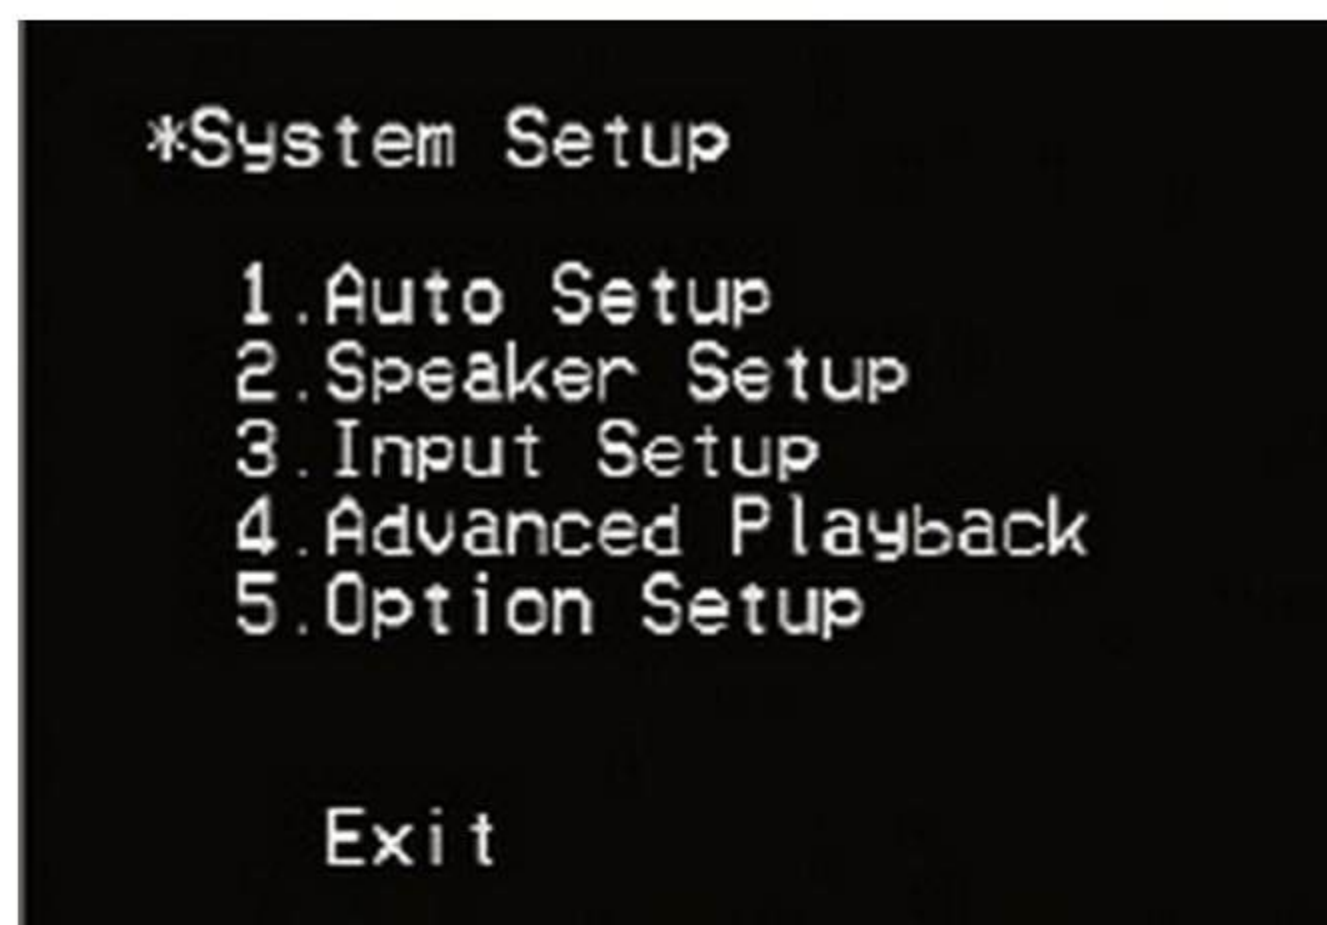 *System Setup
1.Auto Setup
2.Speaker Setup
3.Input Setup
4.Advanced Playback
5.Option Setup
Exit